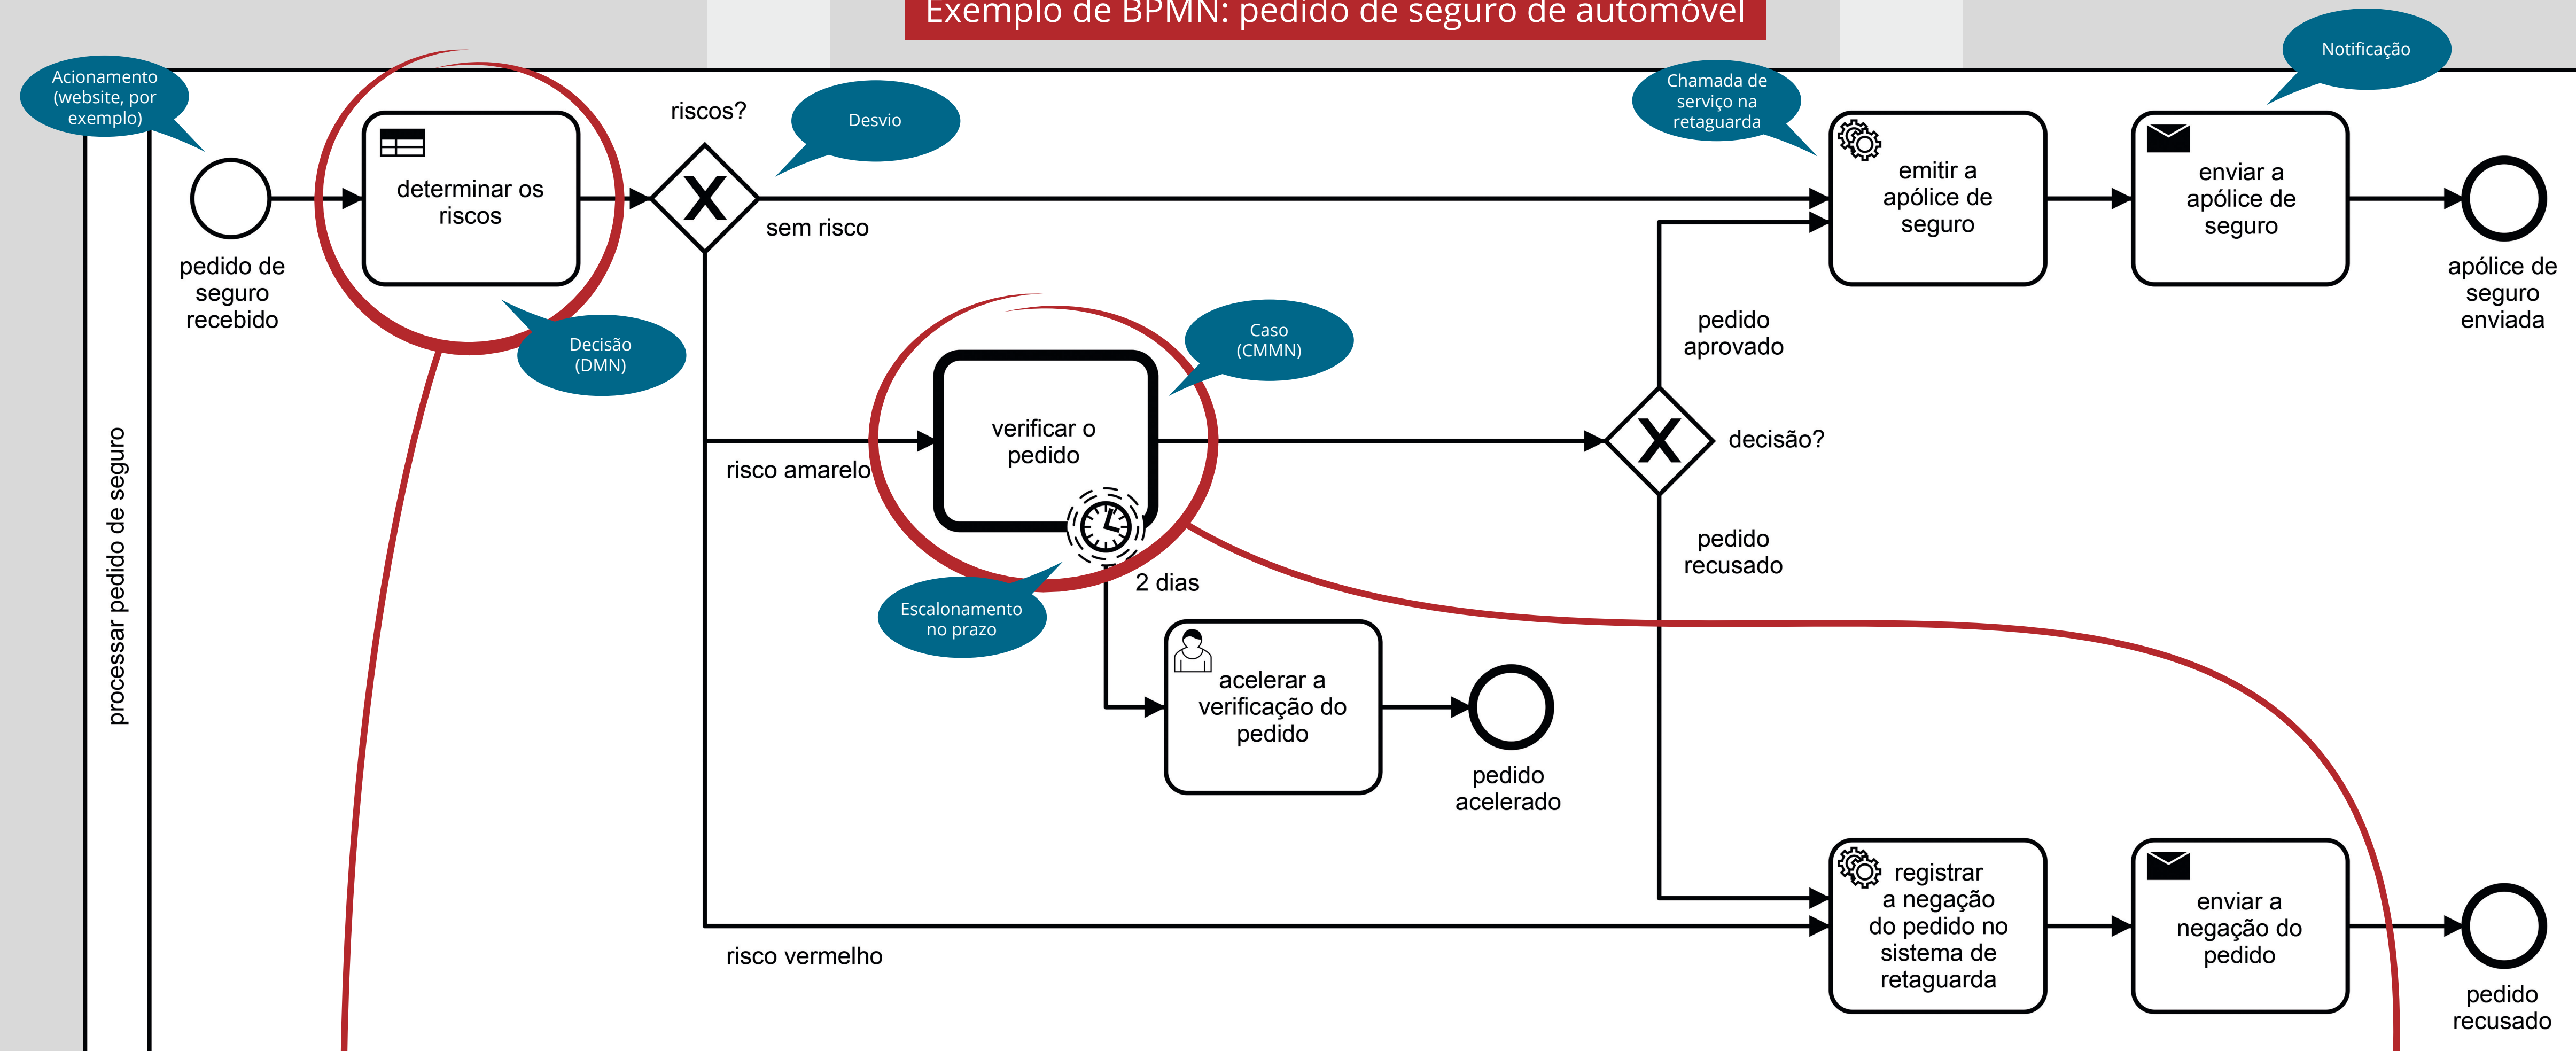 Exemplo de BPMN: pedido de seguro de automóvel
Acionamento
(website, por
exemplo)
riscos?
Desvio
Chamada de
serviço na
retaguarda
Notificação
determinar os
riscos
sem risco
emitir a
apólice de
seguro
enviar a
apólice de
seguro
pedido de
seguro
recebido
apólice de
seguro
enviada
Decisão
(DMN)
Caso
(CMMN)
pedido
aprovado
processar pedido de seguro
verificar o
pedido
risco amarelo
decisão?
pedido
recusado
2 dias
Escalonamento
no prazo
acelerar a
verificação do
pedido
pedido
acelerado
registrar
a negação
do pedido no
sistema de
retaguarda
enviar a
negação do
pedido
risco vermelho
pedido
recusado